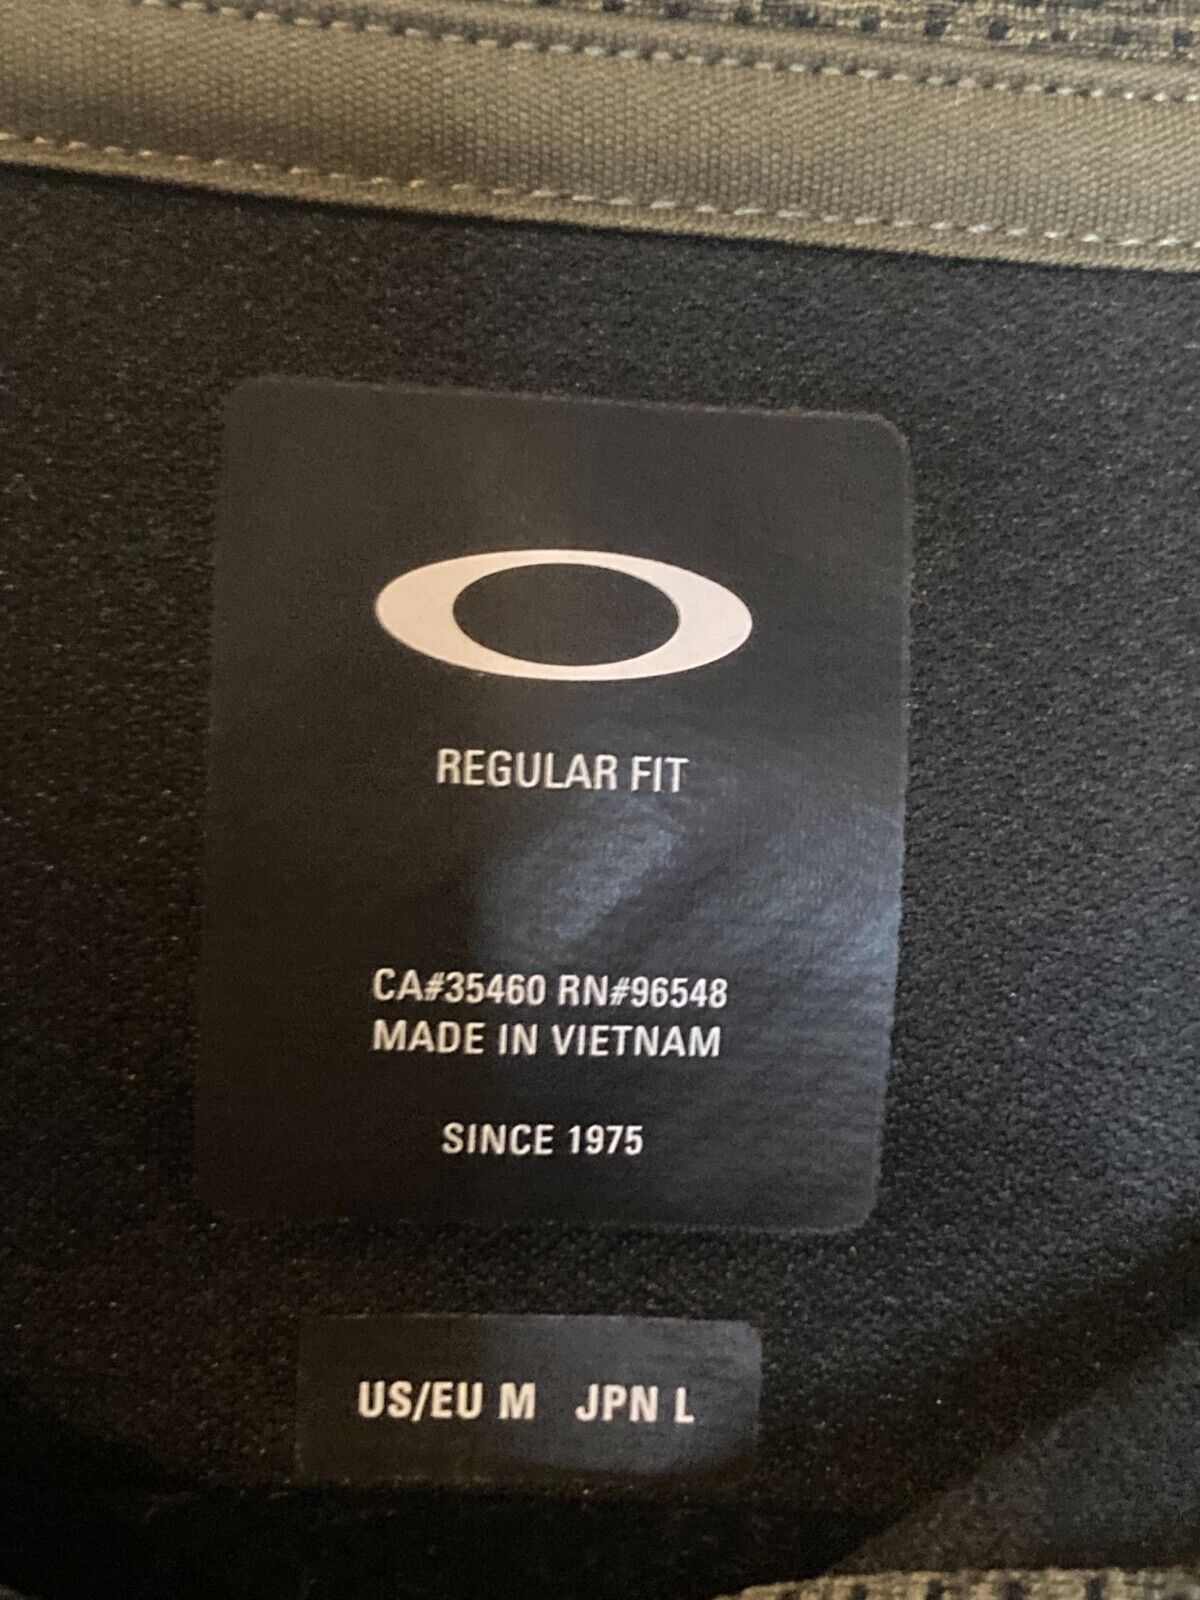 REGULAR FIT
CA#35460 RN#96548
MADE IN VIETNAM
SINCE 1975
US/EU M JPN L